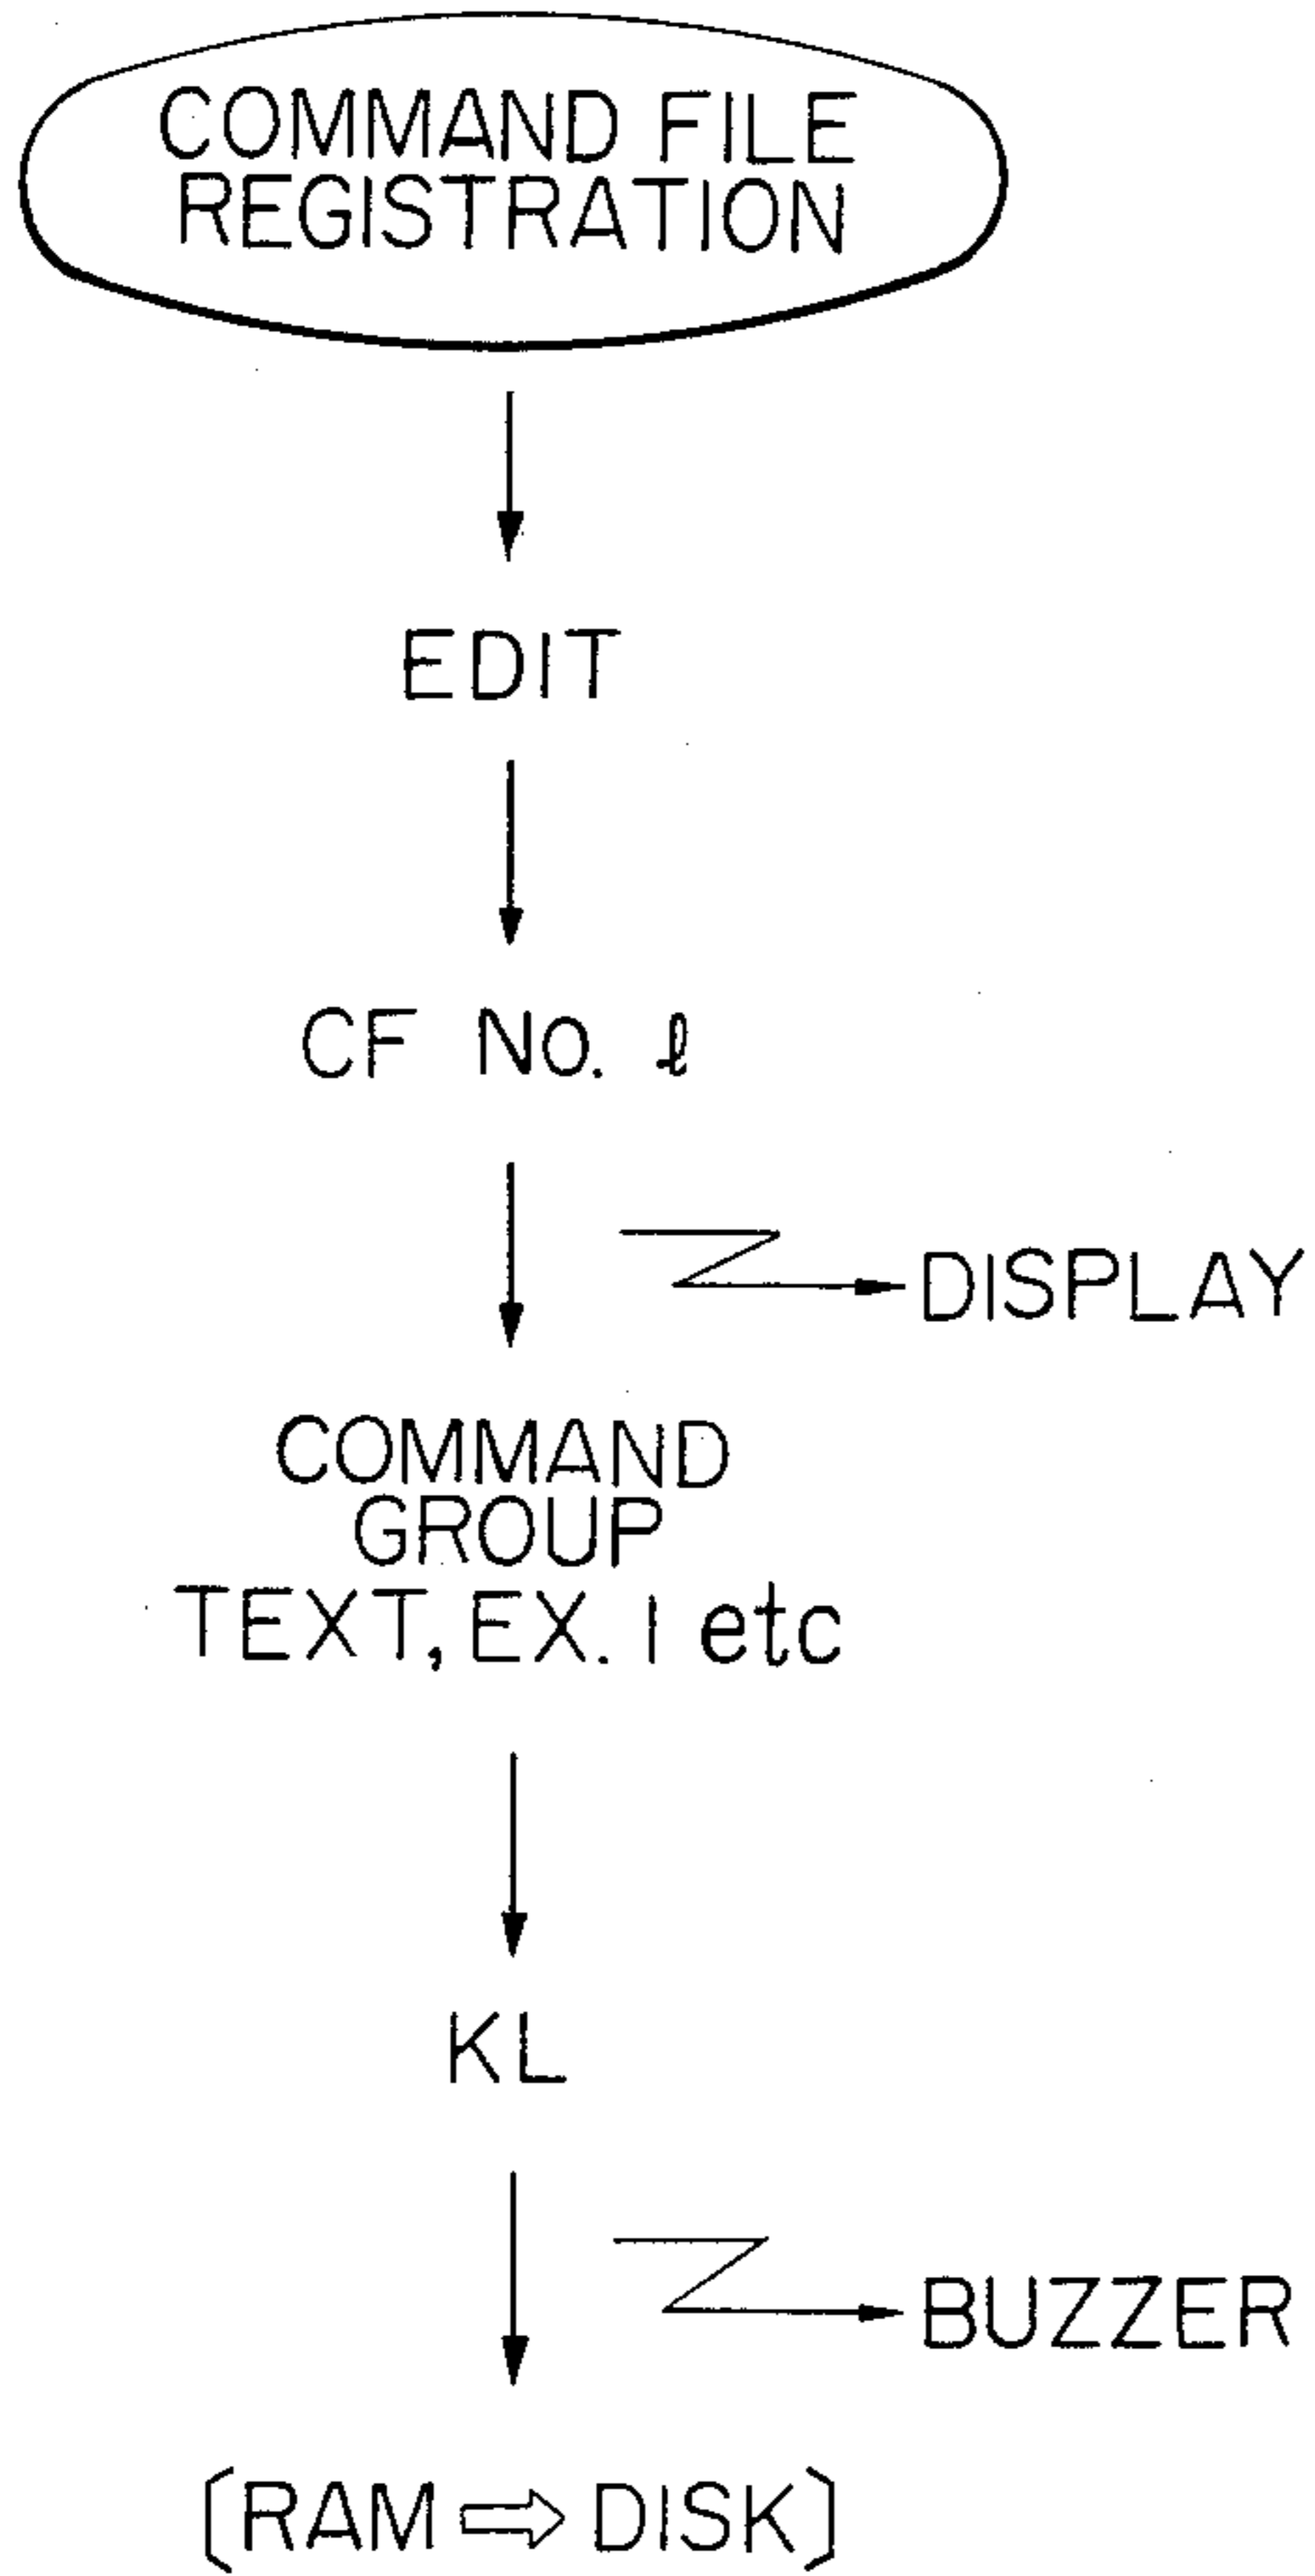 COMMAND FILE
REGISTRATION
EDIT
CF No. ℓ
DISPLAY
COMMAND
GROUP
TEXT, EX. 1 etc
KL
BUZZER
[RAM ⇨ DISK]